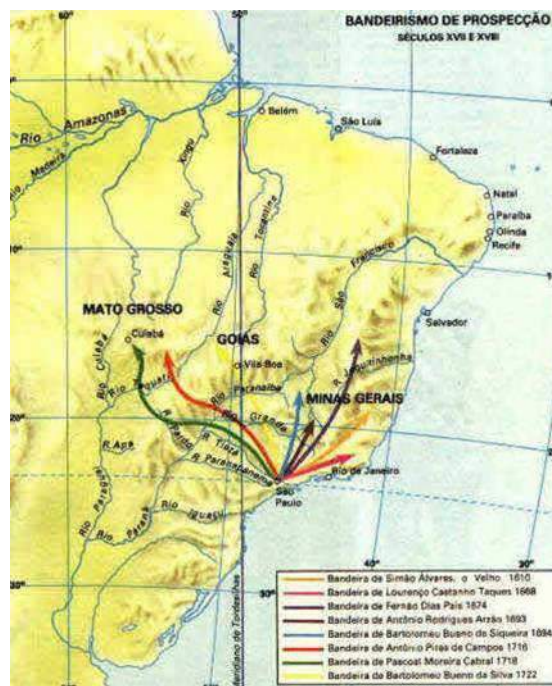 BANDEIRISMO DE PROSPECÇÃO
SÉCULOS XVII E XVIII
60°
50°
Rio Amazonas
Rio Madeira
Rio Xingu
Belém
São Luís
Fortaleza
Natal
Paraíba
Olinda
Recife
Rio Araguaia
Rio Tocantins
Rio São Francisco
Salvador
MATO GROSSO
Cuiabá
Rio Cuiabá
GOIÁS
Vila Boa
Rio Taquari
Rio Paranaíba
R. Jequitinhonha
MINAS GERAIS
Rio Grande
R. Pardo
R. Tietê
R. Apa
R. Paranapanema
Rio de Janeiro
São Paulo
Rio Paraguai
Rio Paraná
Rio Iguaçu
Meridiano de Tordesilhas
40°
30°
Bandeira de Simão Álvares, o Velho 1610
Bandeira de Lourenço Castanho Taques 1668
Bandeira de Fernão Dias Pais 1674
Bandeira de Antônio Rodrigues Arzão 1693
Bandeira de Bartolomeu Bueno de Siqueira 1694
Bandeira de Antônio Pires de Campos 1716
Bandeira de Pascoal Moreira Cabral 1718
Bandeira de Bartolomeu Bueno da Silva 1722